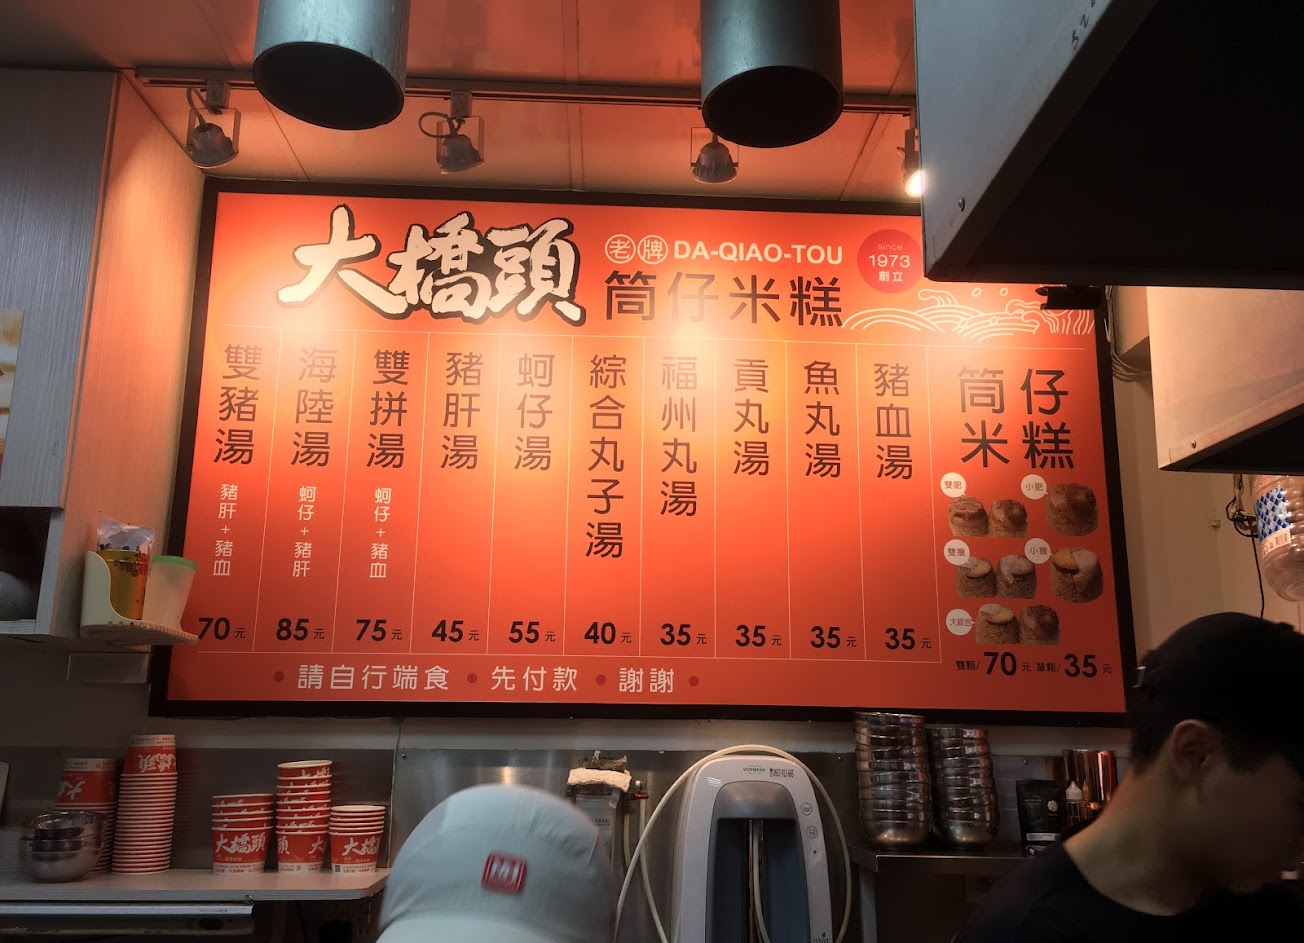 大橋頭
老牌 DA-QIAO-TOU
筒仔米糕
since
1973
創立
雙豬湯
豬肝+豬血
70元
海陸湯
蚵仔+豬肝
85元
雙拼湯
蚵仔+豬血
75元
豬肝湯
45元
蚵仔湯
55元
綜合丸子湯
40元
福州丸湯
35元
貢丸湯
35元
魚丸湯
35元
豬血湯
35元
筒仔
米糕
雙肥
小肥
雙瘦
小瘦
大綜合
雙顆/70元 單顆/35元
•請自行端食•先付款•謝謝•
大橋頭